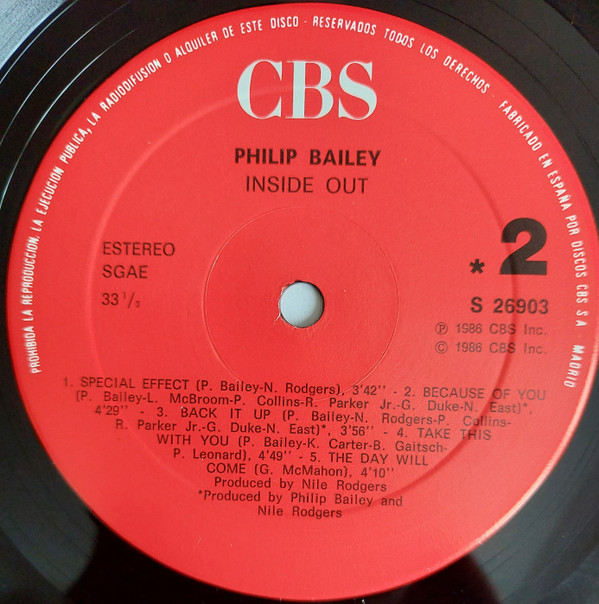 PROHIBIDA LA REPRODUCCION, LA EJECUCION PUBLICA, LA RADIODIFUSION O ALQUILER DE ESTE DISCO - RESERVADOS TODOS LOS DERECHOS - FABRICADO EN ESPAÑA POR DISCOS CBS S A MADRID
CBS
PHILIP BAILEY
INSIDE OUT
ESTEREO
SGAE
33 1/3
* 2
S 26903
Ⓟ 1986 CBS Inc.
© 1986 CBS Inc.
1. SPECIAL EFFECT (P. Bailey-N. Rodgers), 3'42'' - 2. BECAUSE OF YOU
(P. Bailey-L. McBroom-P. Collins-R. Parker Jr.-G. Duke-N. East)*,
4'29'' - 3. BACK IT UP (P. Bailey-N. Rodgers-P. Collins-
R. Parker Jr.-G. Duke-N. East)*, 3'56'' - 4. TAKE THIS
WITH YOU (P. Bailey-K. Carter-B. Gaitsch-
P. Leonard), 4'49'' - 5. THE DAY WILL
COME (G. McMahon), 4'10''
Produced by Nile Rodgers
*Produced by Philip Bailey and
Nile Rodgers